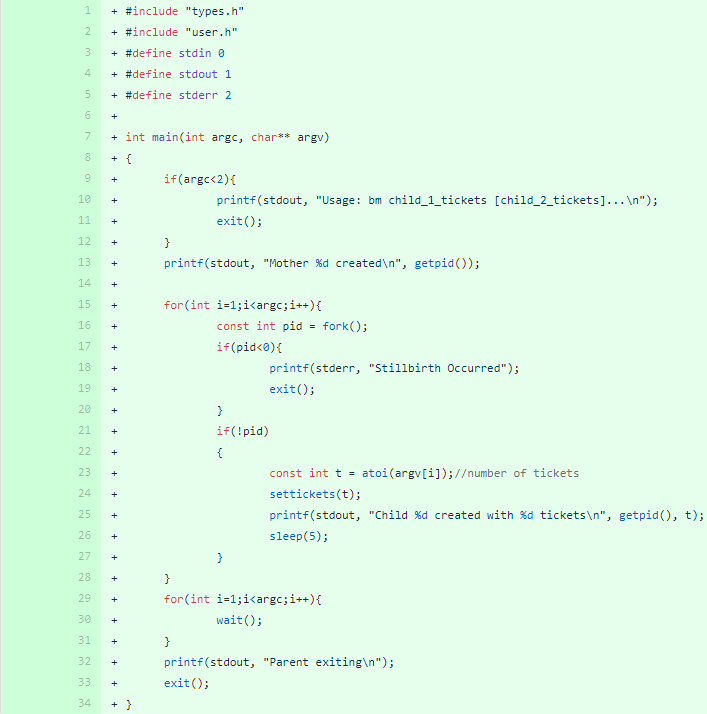 1 + #include "types.h"
2 + #include "user.h"
3 + #define stdin 0
4 + #define stdout 1
5 + #define stderr 2
6 +
7 + int main(int argc, char** argv)
8 + {
9 + if(argc<2){
10 + printf(stdout, "Usage: bm child_1_tickets [child_2_tickets]...\n");
11 + exit();
12 + }
13 + printf(stdout, "Mother %d created\n", getpid());
14 +
15 + for(int i=1;i<argc;i++){
16 + const int pid = fork();
17 + if(pid<0){
18 + printf(stderr, "Stillbirth Occurred");
19 + exit();
20 + }
21 + if(!pid)
22 + {
23 + const int t = atoi(argv[i]);//number of tickets
24 + settickets(t);
25 + printf(stdout, "Child %d created with %d tickets\n", getpid(), t);
26 + sleep(5);
27 + }
28 + }
29 + for(int i=1;i<argc;i++){
30 + wait();
31 + }
32 + printf(stdout, "Parent exiting\n");
33 + exit();
34 + }